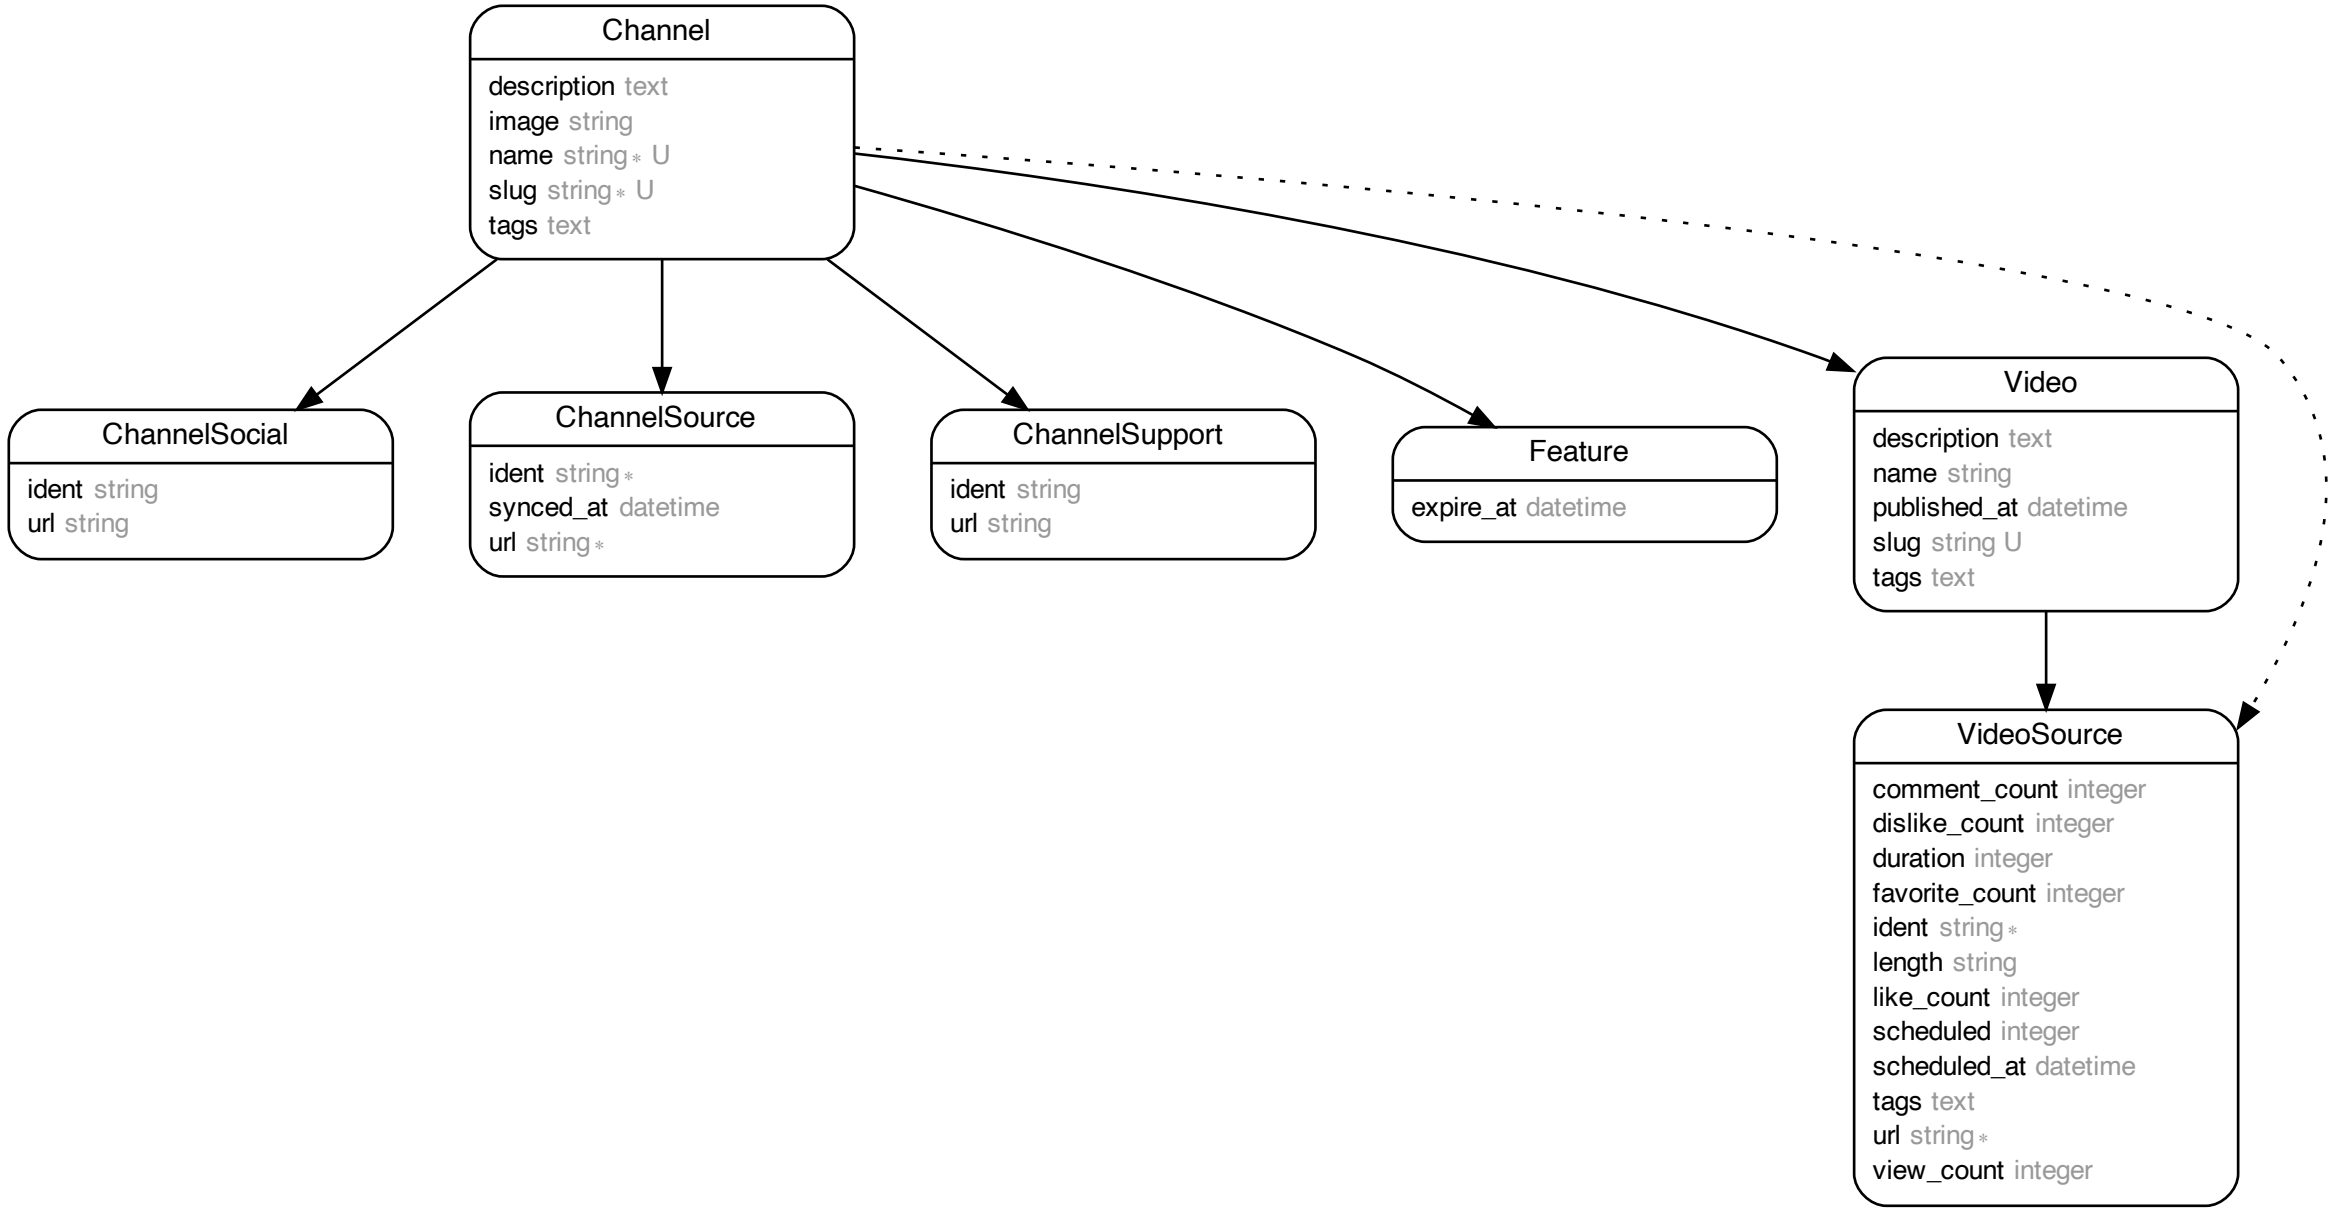 Channel
description text
image string
name string∗ U
slug string∗ U
tags text
ChannelSocial
ident string
url string
ChannelSource
ident string∗
synced_at datetime
url string∗
ChannelSupport
ident string
url string
Feature
expire_at datetime
Video
description text
name string
published_at datetime
slug string U
tags text
VideoSource
comment_count integer
dislike_count integer
duration integer
favorite_count integer
ident string∗
length string
like_count integer
scheduled integer
scheduled_at datetime
tags text
url string∗
view_count integer